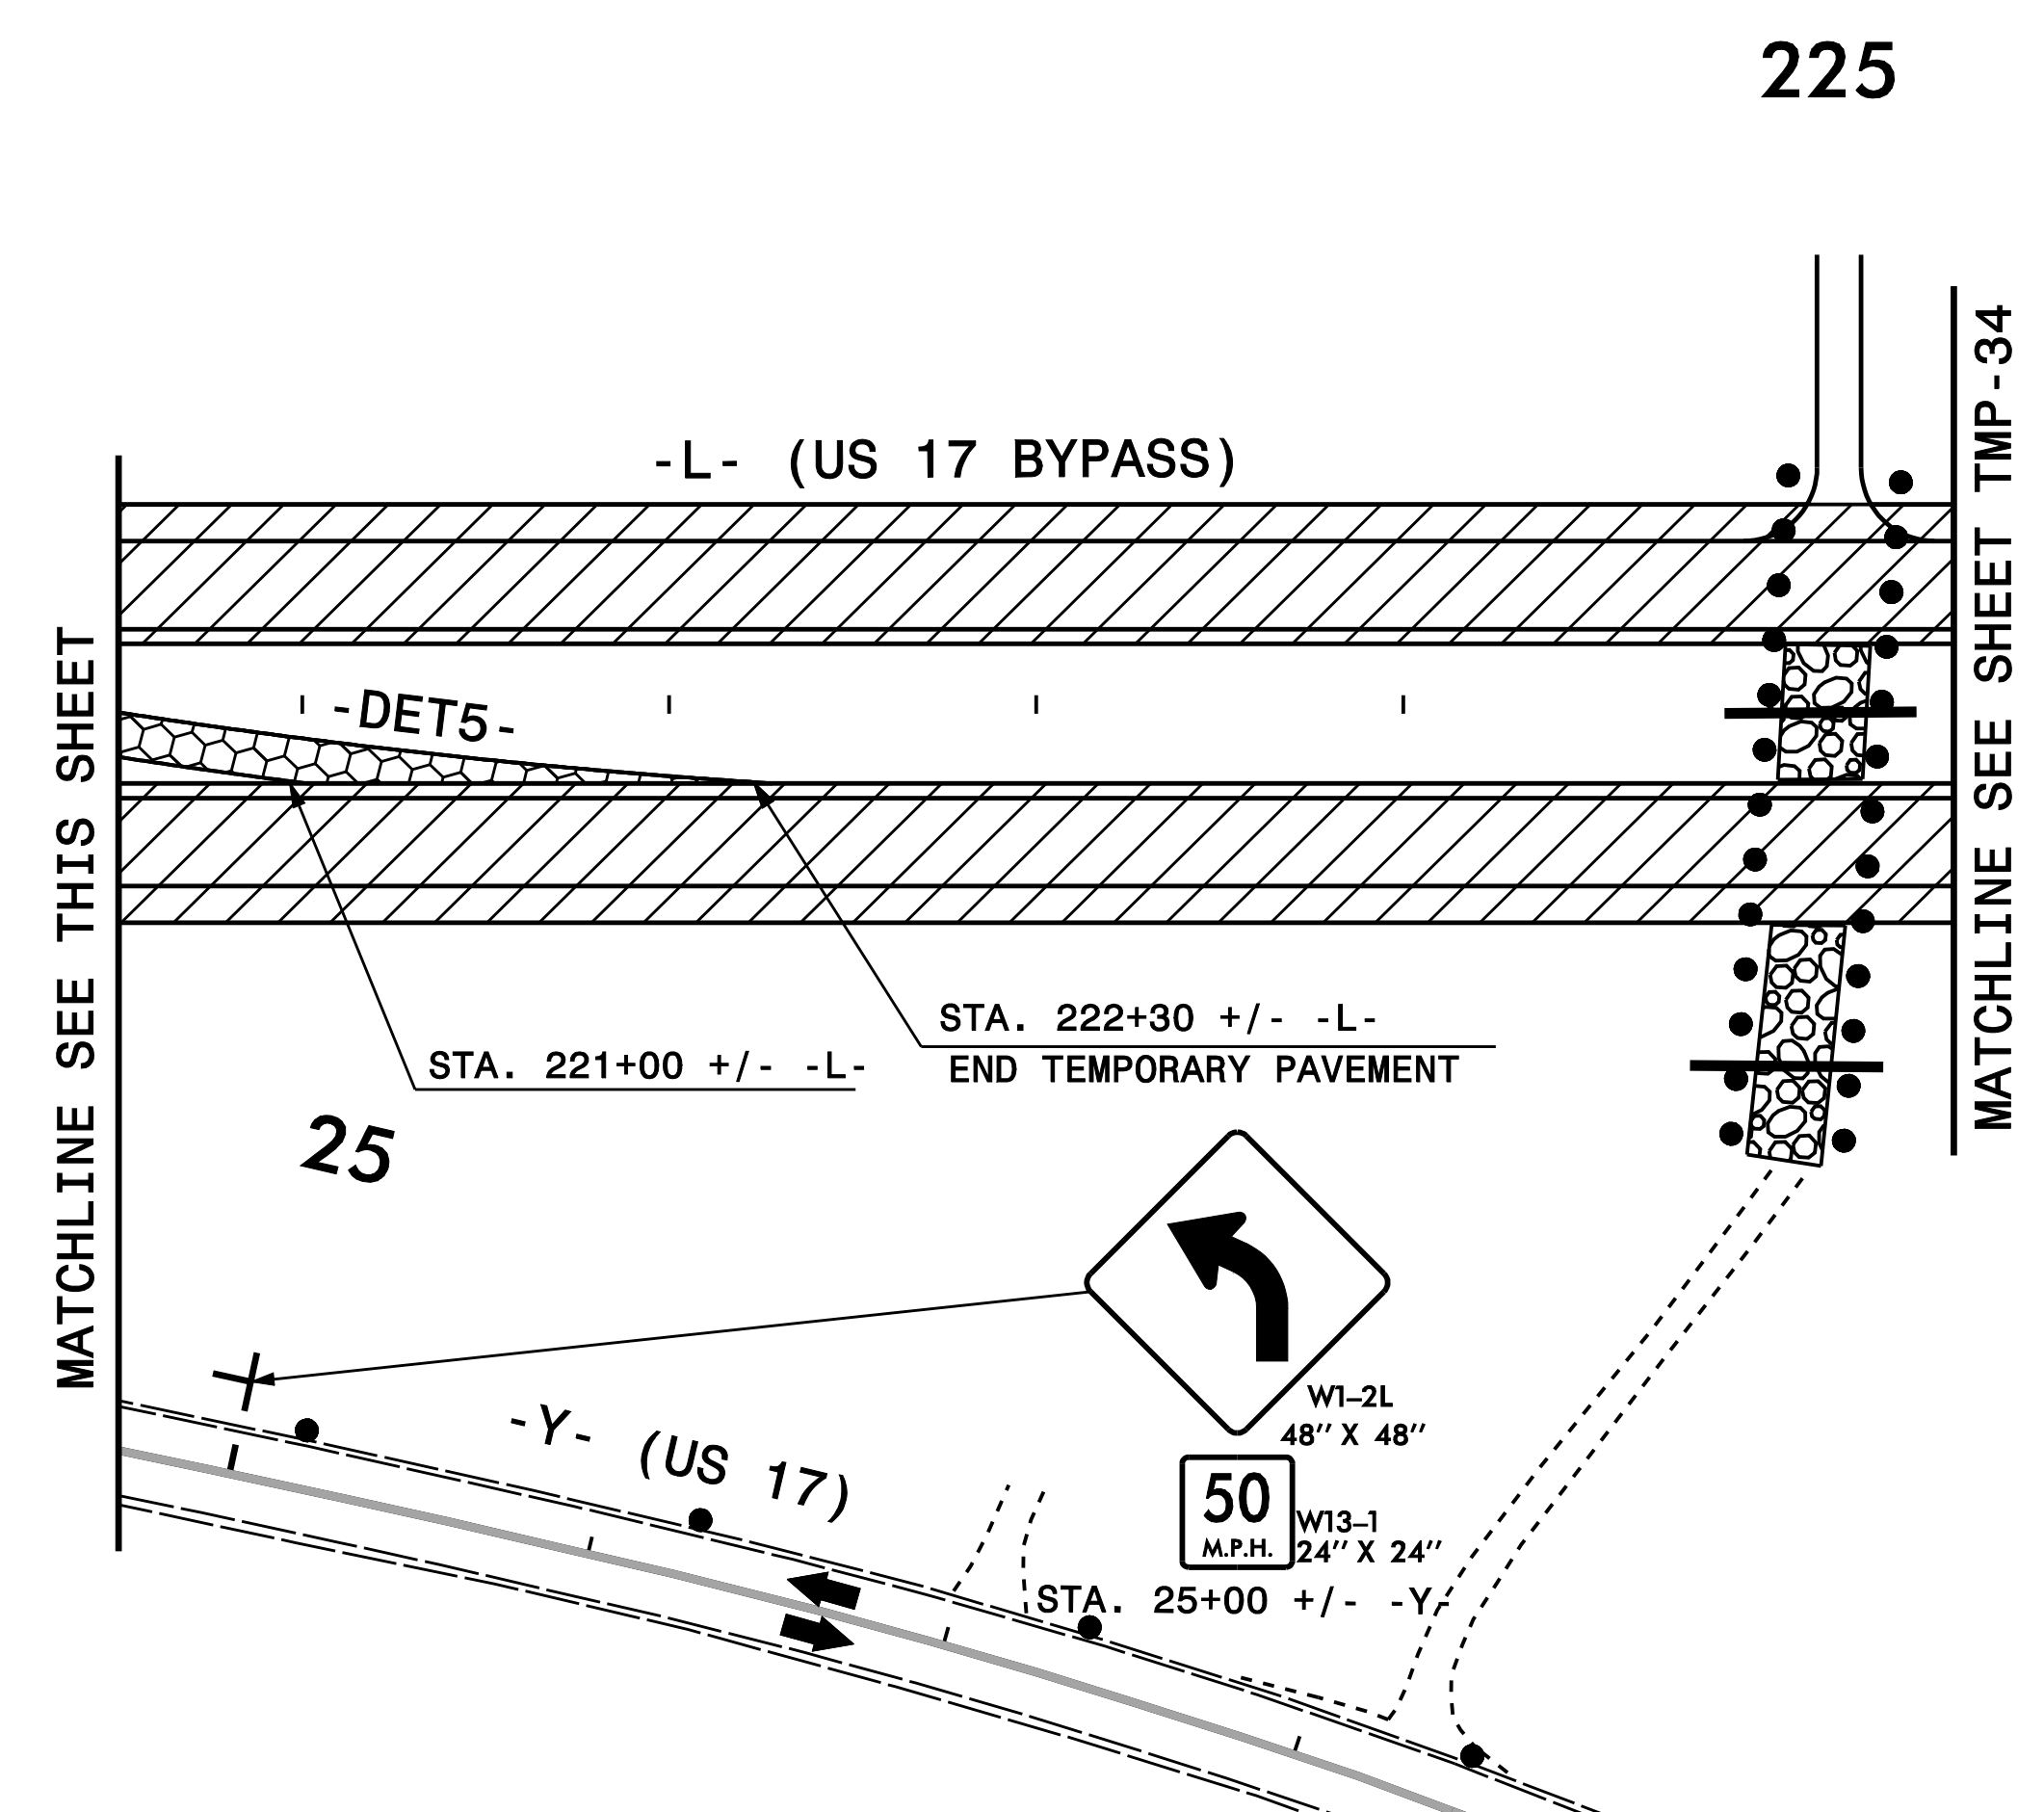 225
-L- (US 17 BYPASS)
MATCHLINE SEE THIS SHEET
MATCHLINE SEE SHEET TMP-34
-DET5-
STA. 222+30 +/- -L-
END TEMPORARY PAVEMENT
STA. 221+00 +/- -L-
25
W1-2L
48" X 48"
-Y- (US 17)
50
M.P.H.
W13-1
24" X 24"
STA. 25+00 +/- -Y-